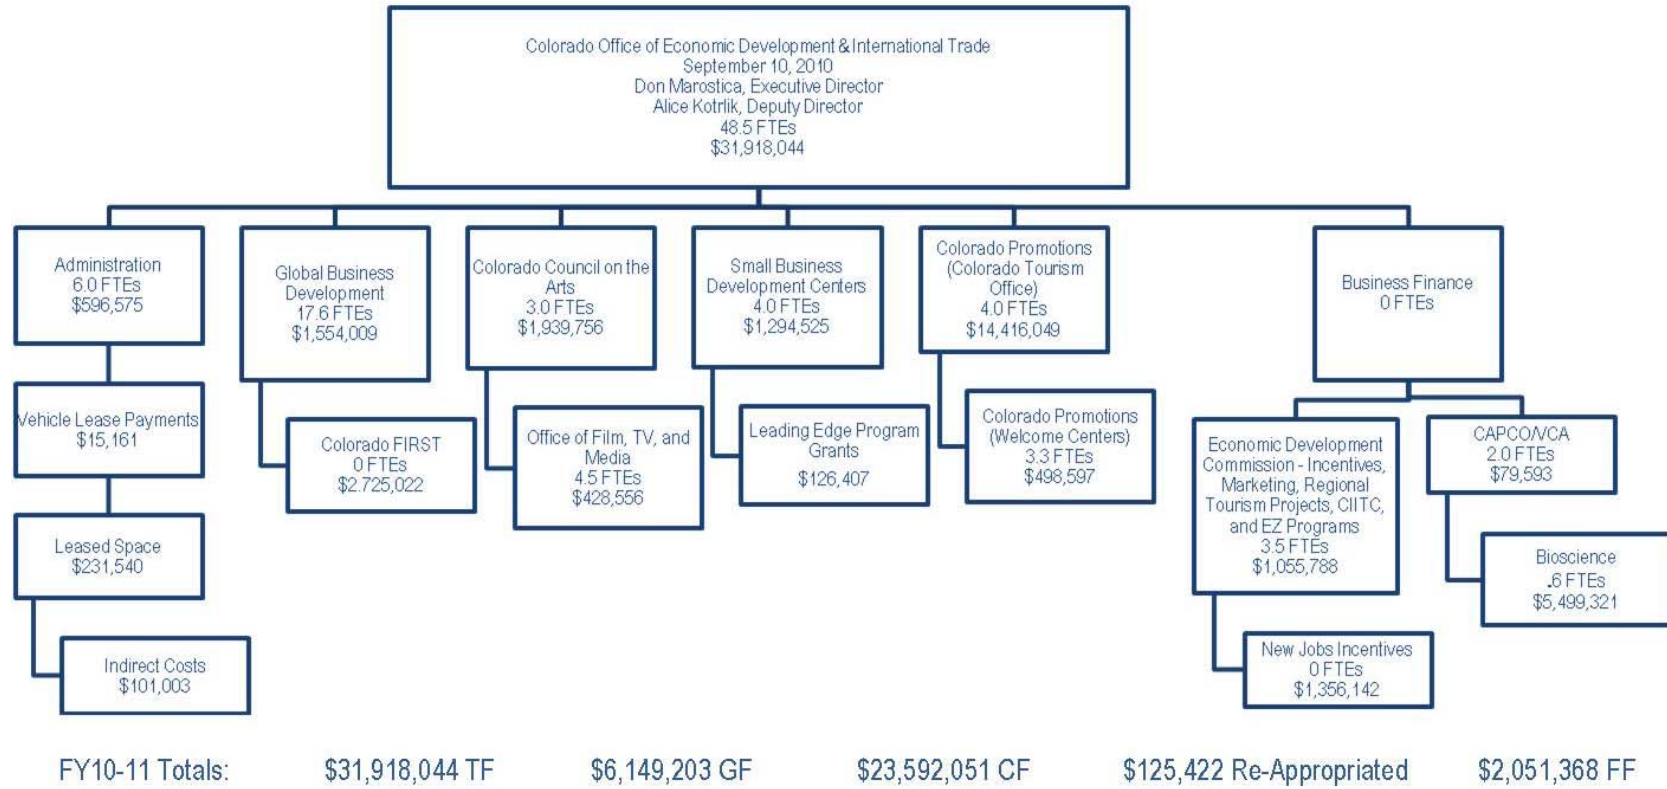 Colorado Office of Economic Development & International Trade
September 10, 2010
Don Marostica, Executive Director
Alice Kotrlik, Deputy Director
48.5 FTEs
$31,918,044
Administration
6.0 FTEs
$596,575
Vehicle Lease Payments
$15,161
Leased Space
$231,540
Indirect Costs
$101,003
Global Business
Development
17.6 FTEs
$1,554,009
Colorado FIRST
0 FTEs
$2.725,022
Colorado Council on the
Arts
3.0 FTEs
$1,939,756
Office of Film, TV, and
Media
4.5 FTEs
$428,556
Small Business
Development Centers
4.0 FTEs
$1,294,525
Leading Edge Program
Grants
$126,407
Colorado Promotions
(Colorado Tourism
Office)
4.0 FTEs
$14,416,049
Colorado Promotions
(Welcome Centers)
3.3 FTEs
$498,597
Business Finance
0 FTEs
Economic Development
Commission - Incentives,
Marketing, Regional
Tourism Projects, CIITC,
and EZ Programs
3.5 FTEs
$1,055,788
New Jobs Incentives
0 FTEs
$1,356,142
CAPCO/VCA
2.0 FTEs
$79,593
Bioscience
.6 FTEs
$5,499,321
FY10-11 Totals: $31,918,044 TF $6,149,203 GF $23,592,051 CF $125,422 Re-Appropriated $2,051,368 FF